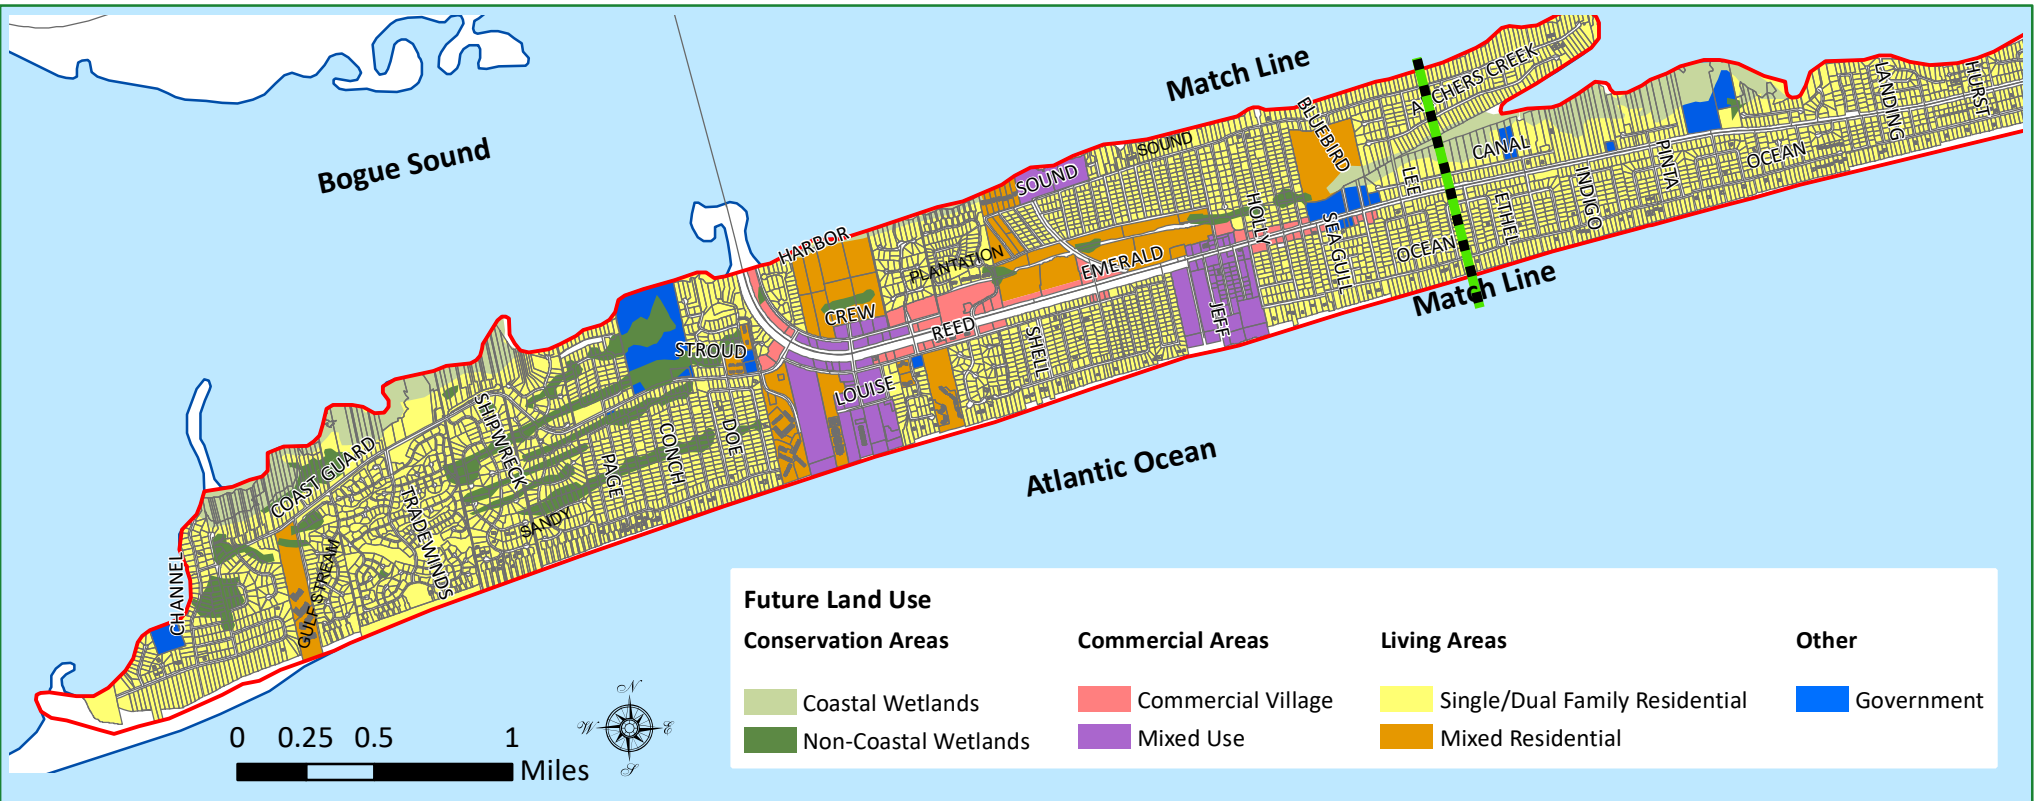 Match Line
Bogue Sound
Atlantic Ocean
Match Line
CHERS CREEK
BLUEBIRD
SOUND
SOUND
CANAL
LANDING
HURST
PINTA
OCEAN
INDIGO
ETHEL
LEE
OCEAN
SEAGULL
HOLLY
HARBOR
PLANTATION
EMERALD
CREW
REED
JEFF
SHELL
LOUISE
STROUD
DOE
CONCH
PAGE
SHIPWRECK
SANDY
COAST GUARD
TRADEWINDS
GULF STREAM
CHANNEL
Future Land Use
Conservation Areas
Commercial Areas
Living Areas
Other
Coastal Wetlands
Commercial Village
Single/Dual Family Residential
Government
Non-Coastal Wetlands
Mixed Use
Mixed Residential
0 0.25 0.5 1
Miles
N
W
E
S